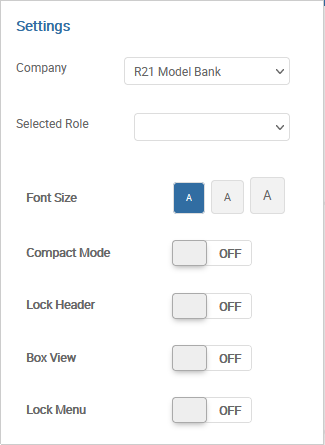 Settings
Company R21 Model Bank
Selected Role
Font Size A A A
Compact Mode OFF
Lock Header OFF
Box View OFF
Lock Menu OFF